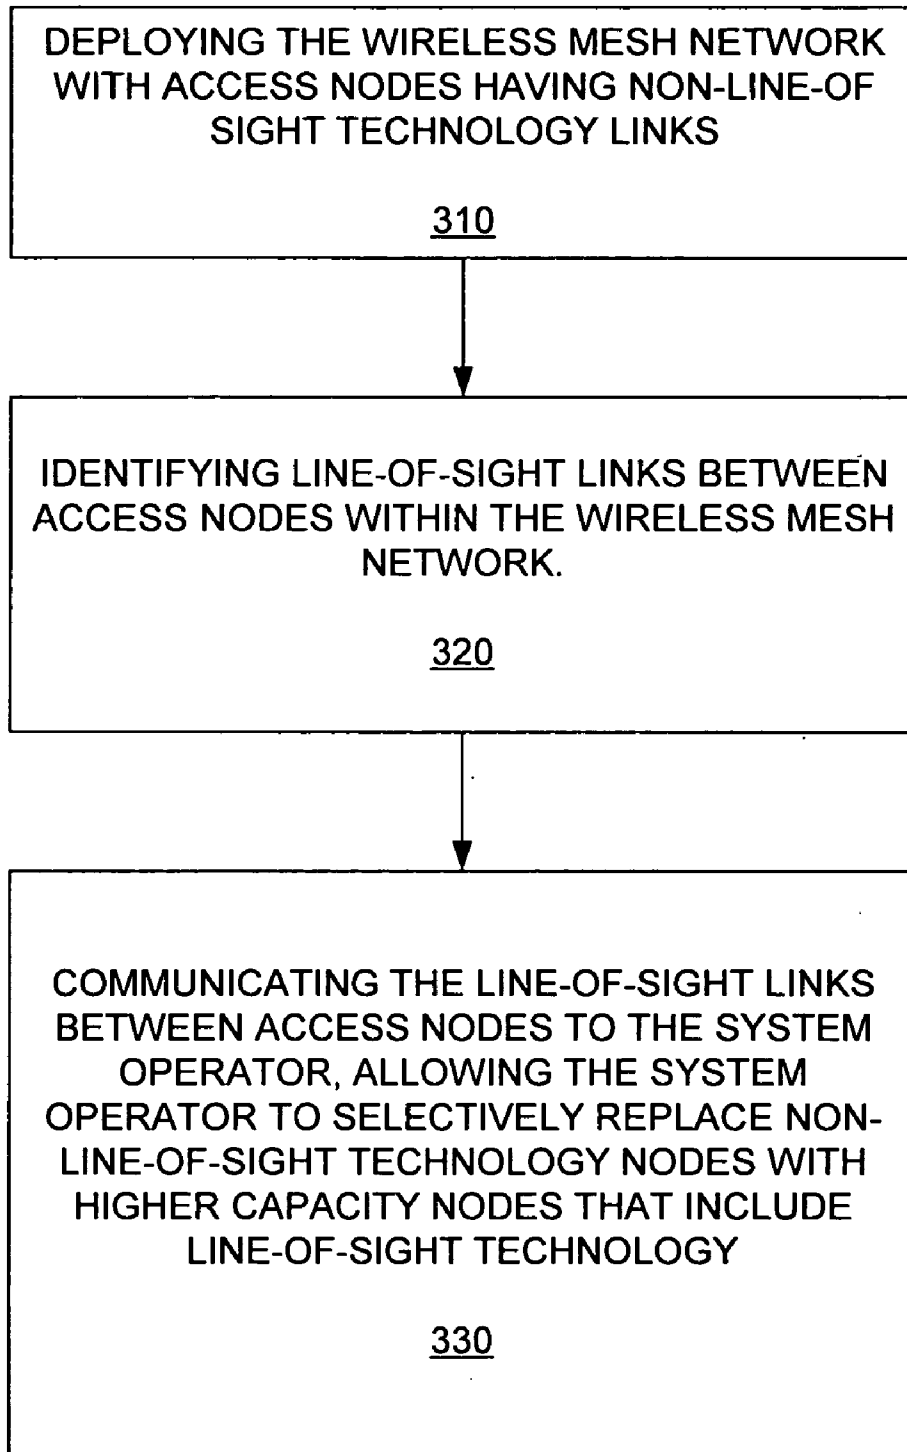 DEPLOYING THE WIRELESS MESH NETWORK
WITH ACCESS NODES HAVING NON-LINE-OF
SIGHT TECHNOLOGY LINKS
310
IDENTIFYING LINE-OF-SIGHT LINKS BETWEEN
ACCESS NODES WITHIN THE WIRELESS MESH
NETWORK.
320
COMMUNICATING THE LINE-OF-SIGHT LINKS
BETWEEN ACCESS NODES TO THE SYSTEM
OPERATOR, ALLOWING THE SYSTEM
OPERATOR TO SELECTIVELY REPLACE NON-
LINE-OF-SIGHT TECHNOLOGY NODES WITH
HIGHER CAPACITY NODES THAT INCLUDE
LINE-OF-SIGHT TECHNOLOGY
330